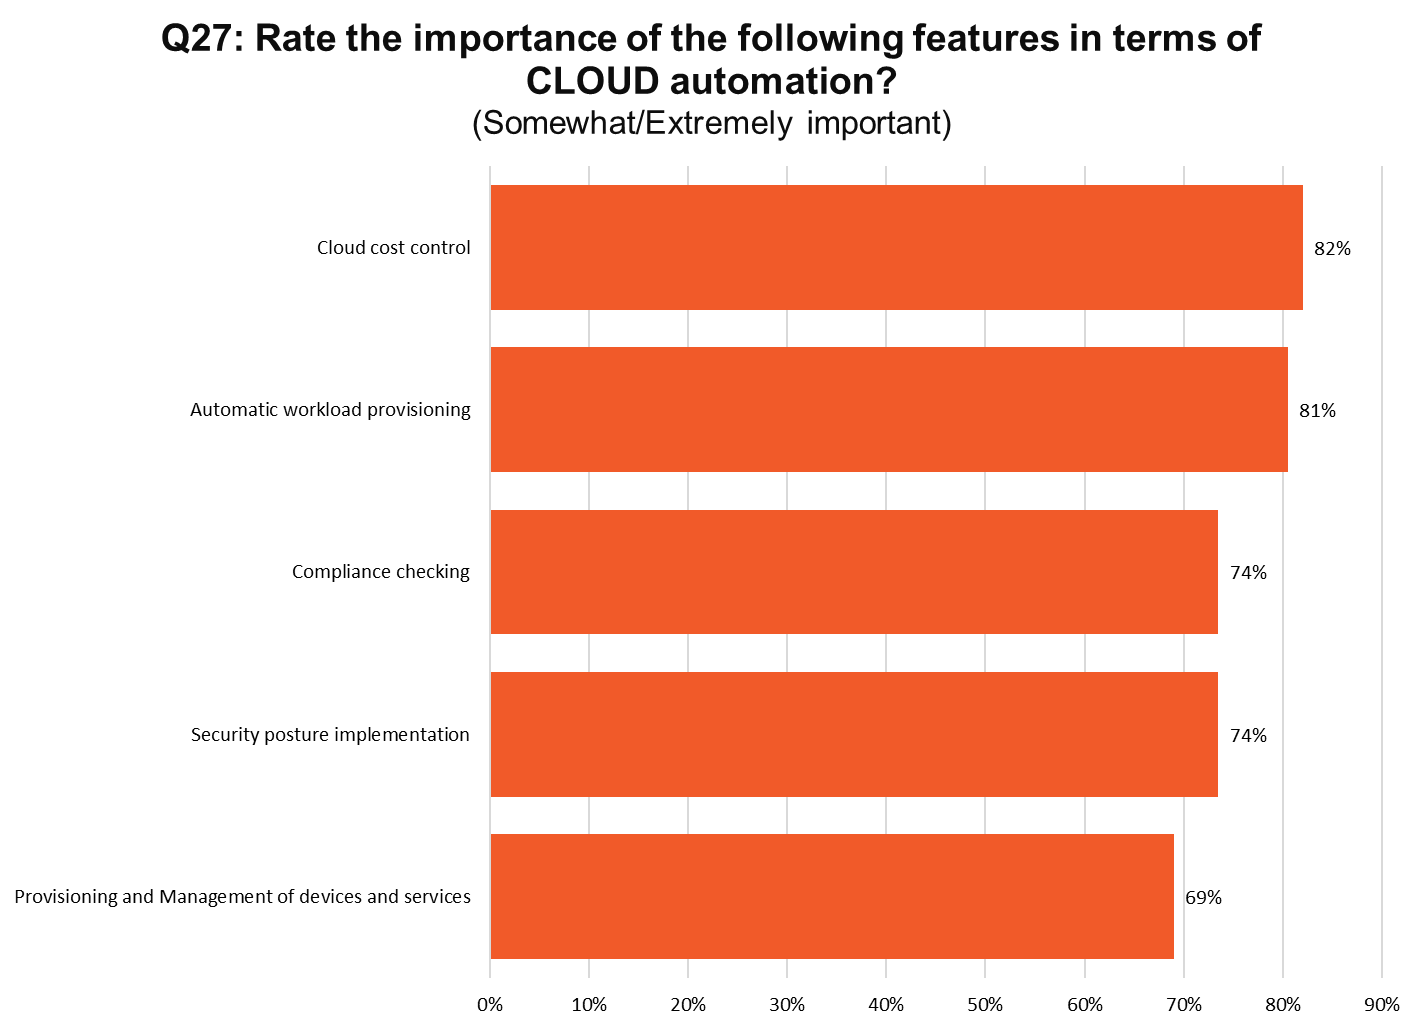 Q27: Rate the importance of the following features in terms of
CLOUD automation?
(Somewhat/Extremely important)
Cloud cost control
82%
Automatic workload provisioning
81%
Compliance checking
74%
Security posture implementation
74%
Provisioning and Management of devices and services
69%
0% 10% 20% 30% 40% 50% 60% 70% 80% 90%